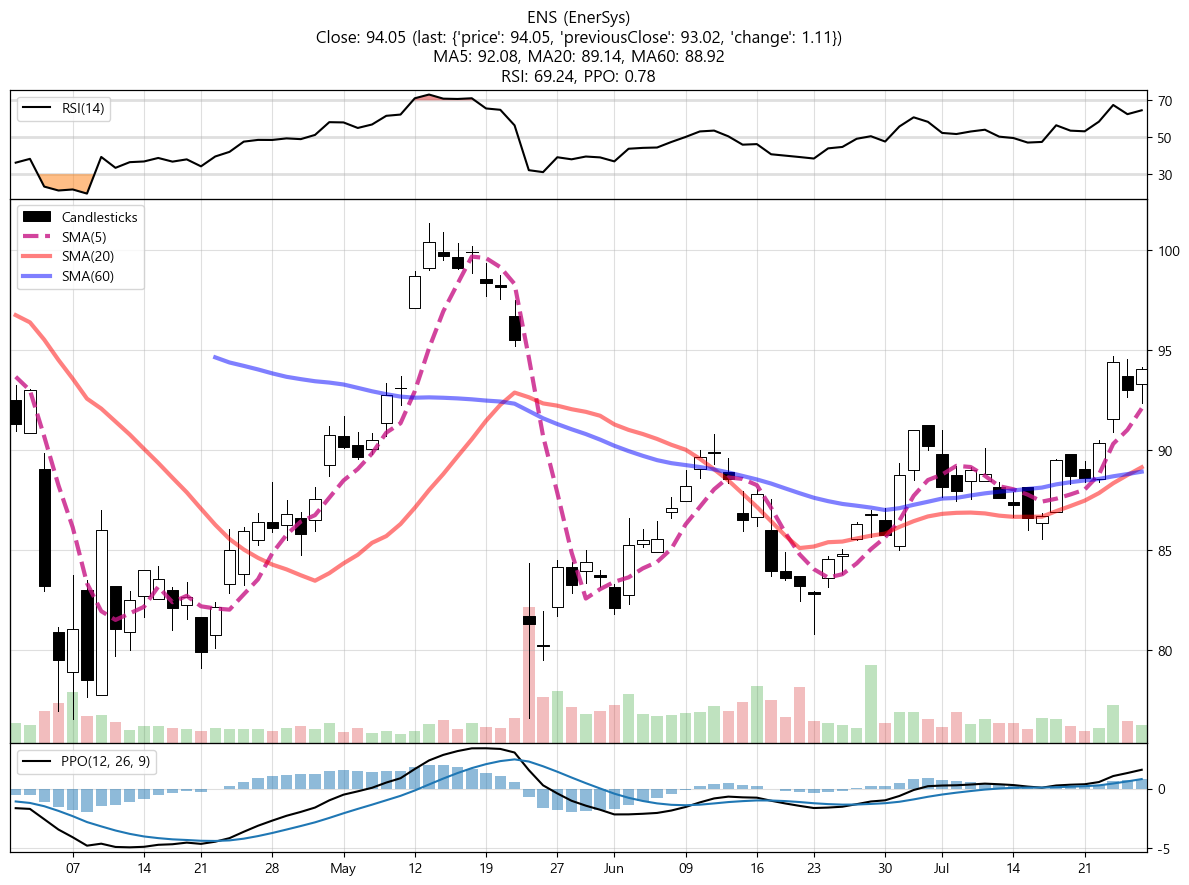 ENS (EnerSys)
Close: 94.05 (last: {'price': 94.05, 'previousClose': 93.02, 'change': 1.11})
MA5: 92.08, MA20: 89.14, MA60: 88.92
RSI: 69.24, PPO: 0.78
RSI(14)
70
50
30
Candlesticks
SMA(5)
SMA(20)
SMA(60)
100
95
90
85
80
PPO(12, 26, 9)
0
-5
07 14 21 28 May 12 19 27 Jun 09 16 23 30 Jul 14 21